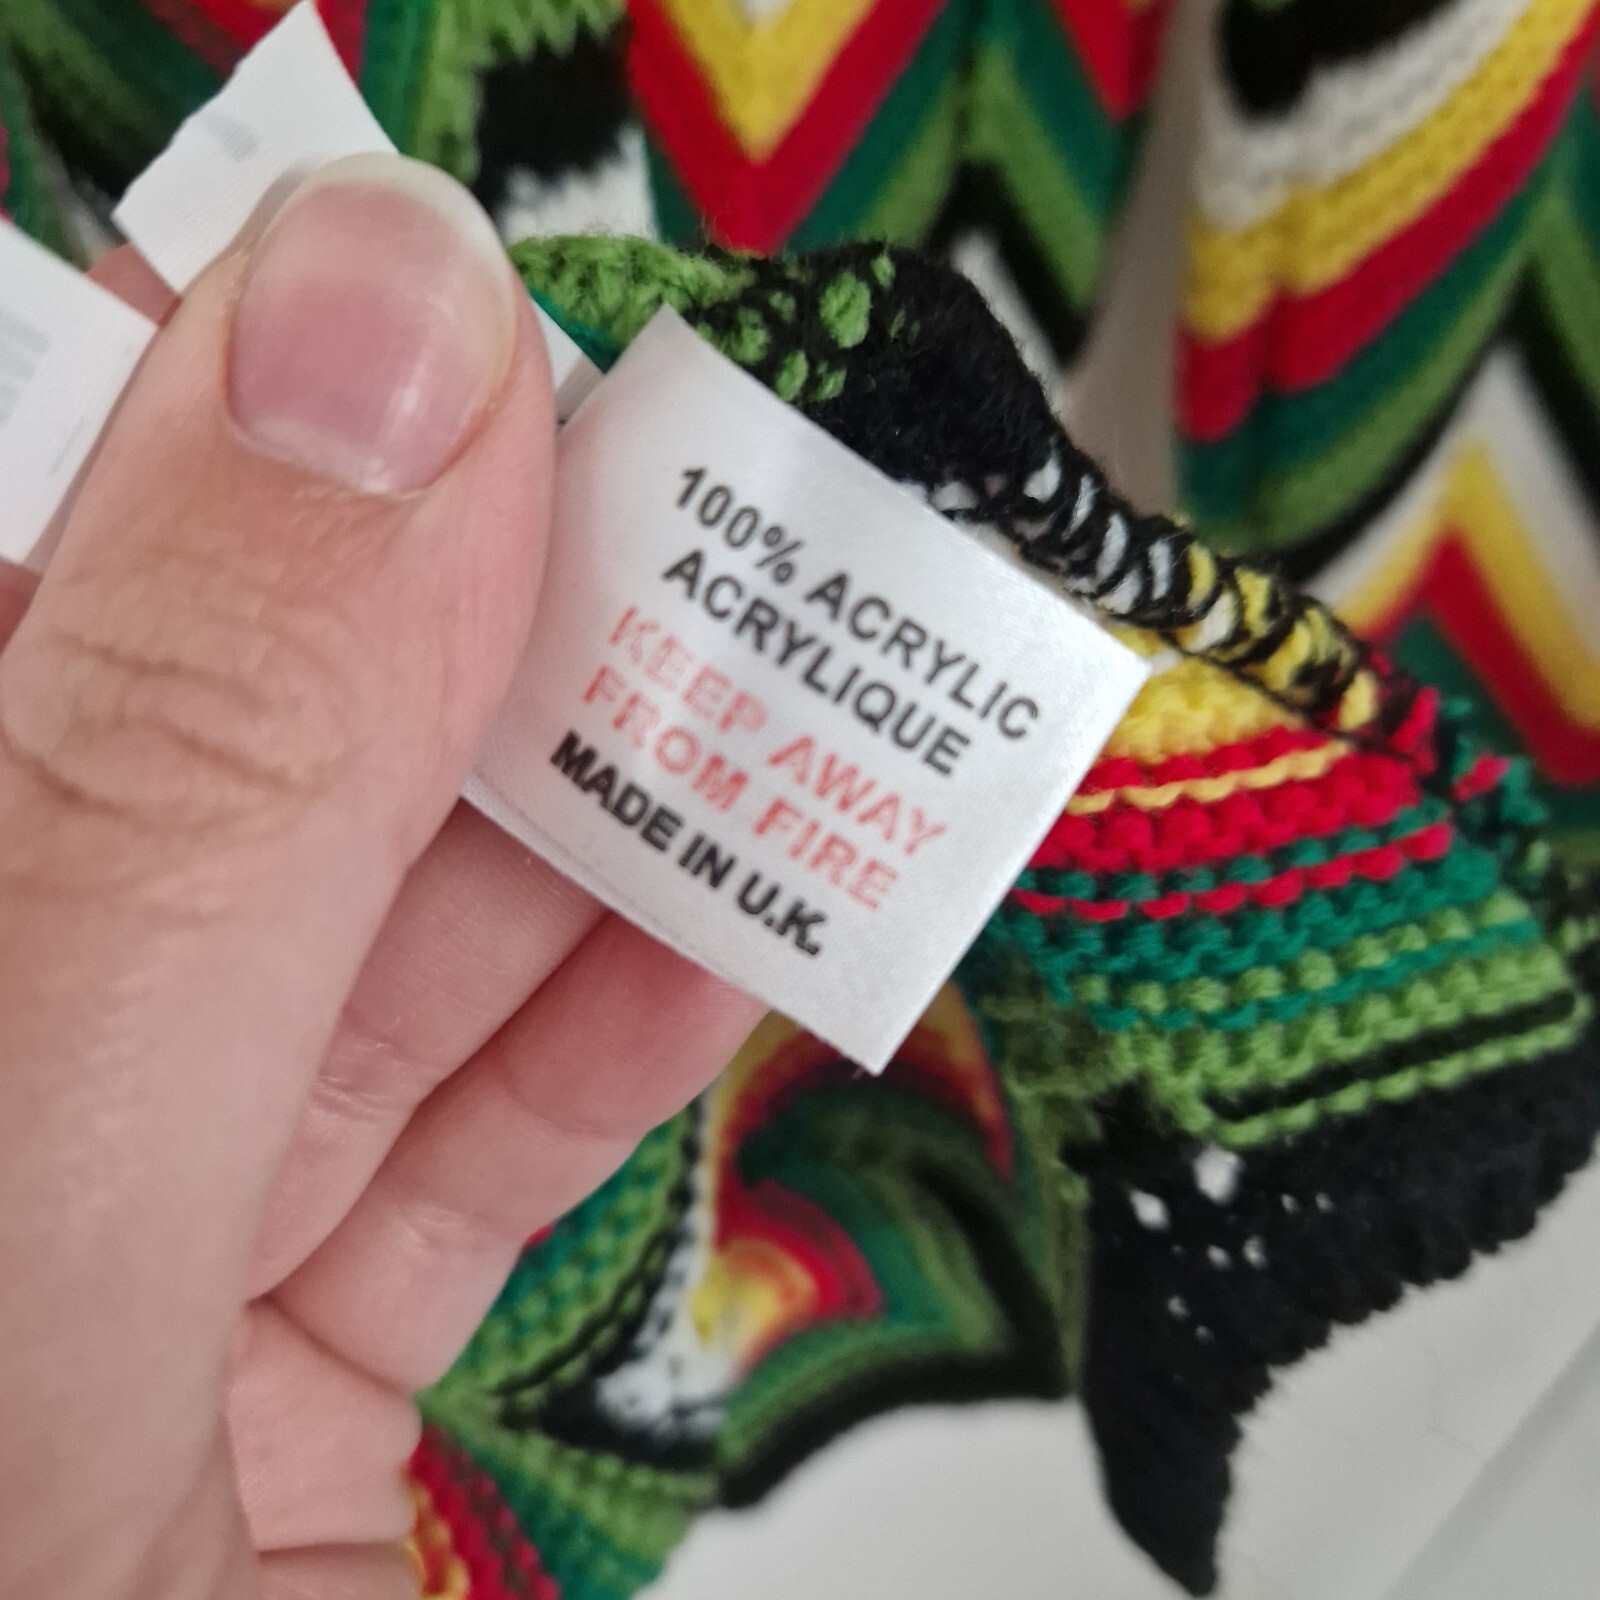 100% ACRYLIC
ACRYLIQUE
KEEP AWAY
FROM FIRE
MADE IN U.K.